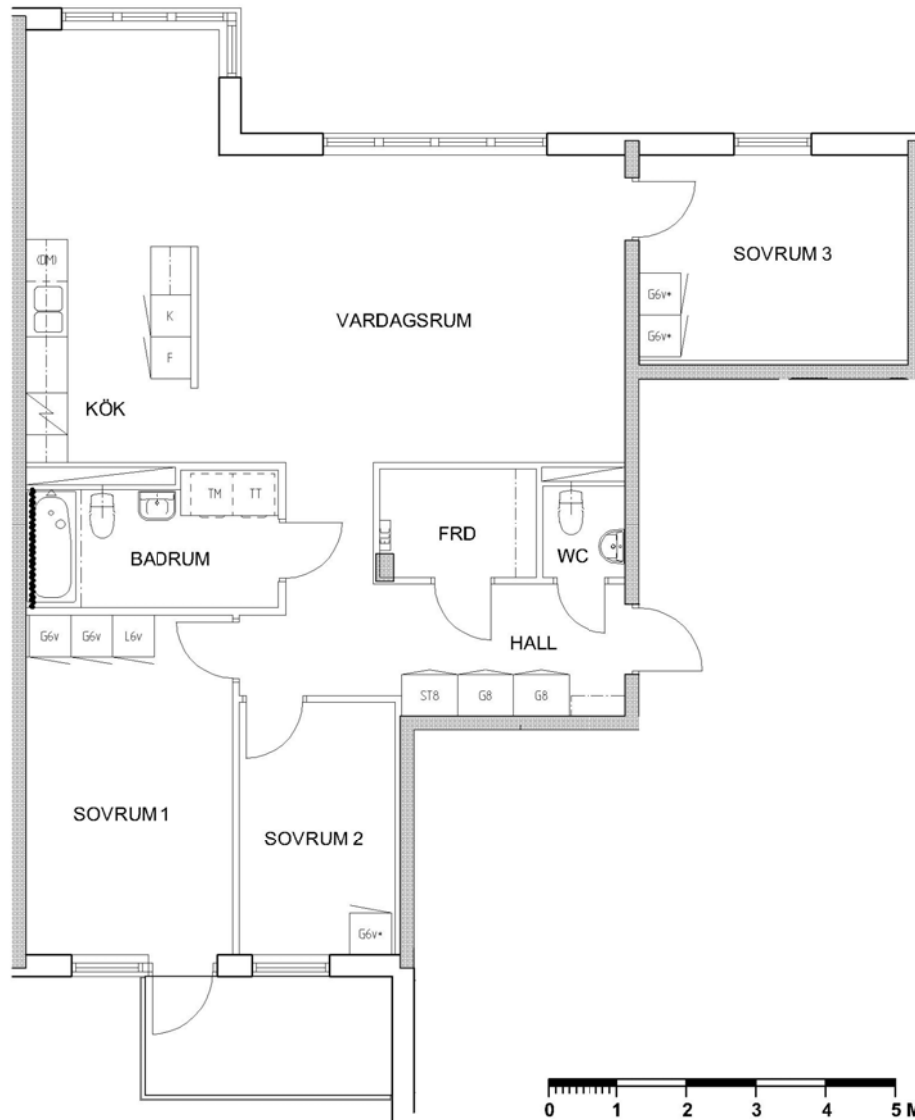 SOVRUM 3
(DM)
G6v*
K
VARDAGSRUM
G6v*
F
KÖK
TM TT
FRD
BADRUM
WC
G6v G6v L6v
HALL
ST8 G8 G8
SOVRUM 1
SOVRUM 2
G6v*
0 1 2 3 4 5 M